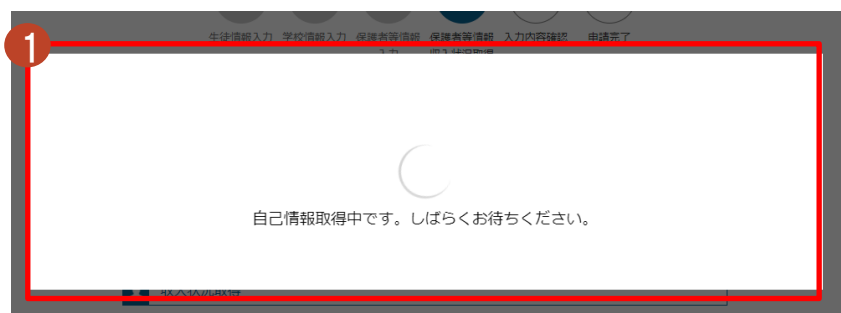 生徒情報入力 学校情報入力 保護者等情報 保護者等情報 入力内容確認 申請完了
入力 収入状況取得
1
自己情報取得中です。しばらくお待ちください。
収入状況取得